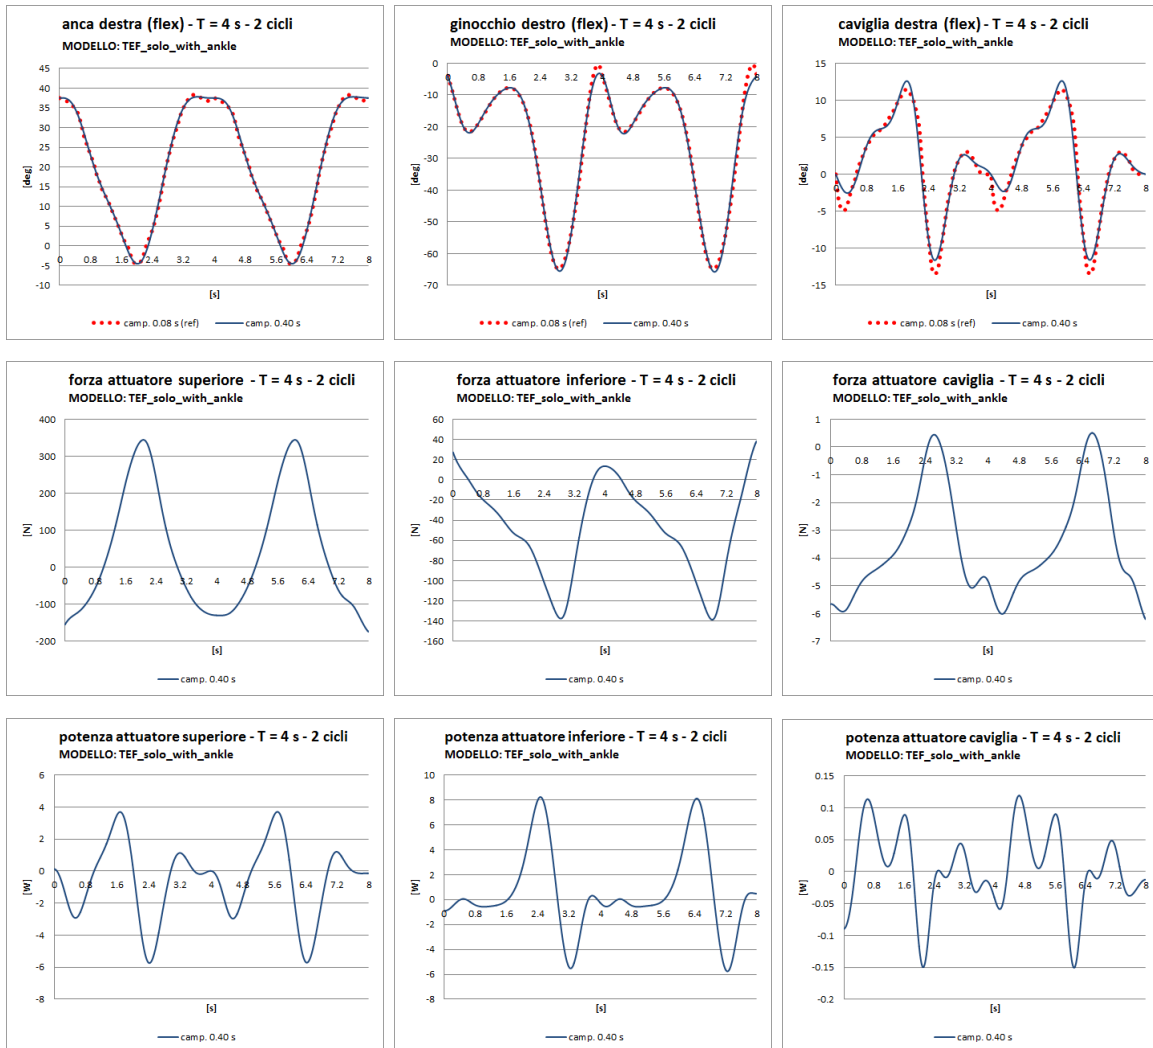 anca destra (flex) - T = 4 s - 2 cicli
MODELLO: TEF_solo_with_ankle
45
40
35
30
25
20
15
10
5
0
-5
-10
[deg]
0 0.8 1.6 2.4 3.2 4 4.8 5.6 6.4 7.2 8
[s]
camp. 0.08 s (ref) camp. 0.40 s
ginocchio destro (flex) - T = 4 s - 2 cicli
MODELLO: TEF_solo_with_ankle
0
-10
-20
-30
-40
-50
-60
-70
[deg]
0 0.8 1.6 2.4 3.2 4 4.8 5.6 6.4 7.2 8
[s]
camp. 0.08 s (ref) camp. 0.40 s
caviglia destra (flex) - T = 4 s - 2 cicli
MODELLO: TEF_solo_with_ankle
15
10
5
0
-5
-10
-15
[deg]
0 0.8 1.6 2.4 3.2 4 4.8 5.6 6.4 7.2 8
[s]
camp. 0.08 s (ref) camp. 0.40 s
forza attuatore superiore - T = 4 s - 2 cicli
MODELLO: TEF_solo_with_ankle
400
300
200
100
0
-100
-200
[N]
0 0.8 1.6 2.4 3.2 4 4.8 5.6 6.4 7.2 8
[s]
camp. 0.40 s
forza attuatore inferiore - T = 4 s - 2 cicli
MODELLO: TEF_solo_with_ankle
60
40
20
0
-20
-40
-60
-80
-100
-120
-140
-160
[N]
0 0.8 1.6 2.4 3.2 4 4.8 5.6 6.4 7.2 8
[s]
camp. 0.40 s
forza attuatore caviglia - T = 4 s - 2 cicli
MODELLO: TEF_solo_with_ankle
1
0
-1
-2
-3
-4
-5
-6
-7
[N]
0 0.8 1.6 2.4 3.2 4 4.8 5.6 6.4 7.2 8
[s]
camp. 0.40 s
potenza attuatore superiore - T = 4 s - 2 cicli
MODELLO: TEF_solo_with_ankle
6
4
2
0
-2
-4
-6
-8
[W]
0 0.8 1.6 2.4 3.2 4 4.8 5.6 6.4 7.2 8
[s]
camp. 0.40 s
potenza attuatore inferiore - T = 4 s - 2 cicli
MODELLO: TEF_solo_with_ankle
10
8
6
4
2
0
-2
-4
-6
-8
[W]
0 0.8 1.6 2.4 3.2 4 4.8 5.6 6.4 7.2 8
[s]
camp. 0.40 s
potenza attuatore caviglia - T = 4 s - 2 cicli
MODELLO: TEF_solo_with_ankle
0.15
0.1
0.05
0
-0.05
-0.1
-0.15
-0.2
[W]
0 0.8 1.6 2.4 3.2 4 4.8 5.6 6.4 7.2 8
[s]
camp. 0.40 s